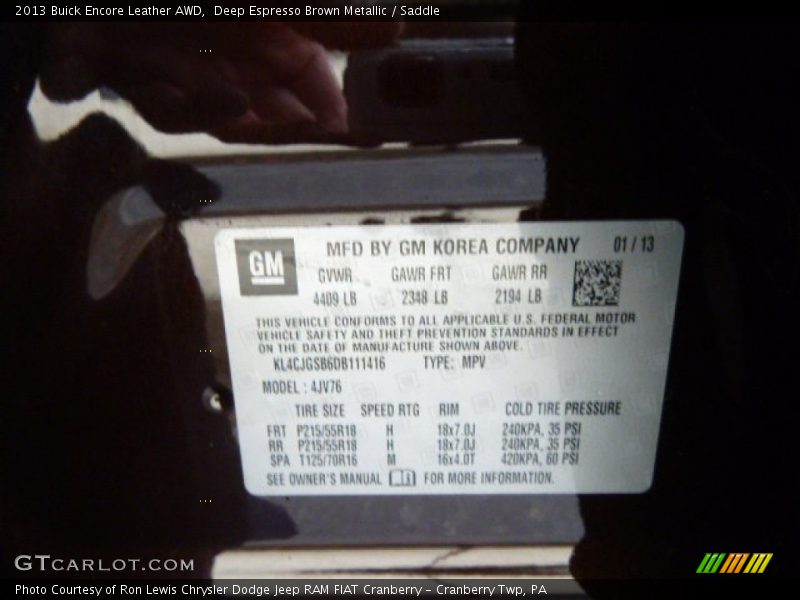 2013 Buick Encore Leather AWD,  Deep Espresso Brown Metallic / Saddle
GM
MFD BY GM KOREA COMPANY 01/13
GVWR GAWR FRT GAWR RR
4409 LB 2348 LB 2194 LB
THIS VEHICLE CONFORMS TO ALL APPLICABLE U.S. FEDERAL MOTOR
VEHICLE SAFETY AND THEFT PREVENTION STANDARDS IN EFFECT
ON THE DATE OF MANUFACTURE SHOWN ABOVE.
KL4CJGSB6DB111416 TYPE: MPV
MODEL : 4JV76
TIRE SIZE SPEED RTG RIM COLD TIRE PRESSURE
FRT P215/55R18 H 18x7.0J 240KPA, 35 PSI
RR P215/55R18 H 18x7.0J 240KPA, 35 PSI
SPA T125/70R16 M 16x4.0T 420KPA, 60 PSI
SEE OWNER'S MANUAL FOR MORE INFORMATION.
GTCARLOT.COM
Photo Courtesy of Ron Lewis Chrysler Dodge Jeep RAM FIAT Cranberry – Cranberry Twp, PA